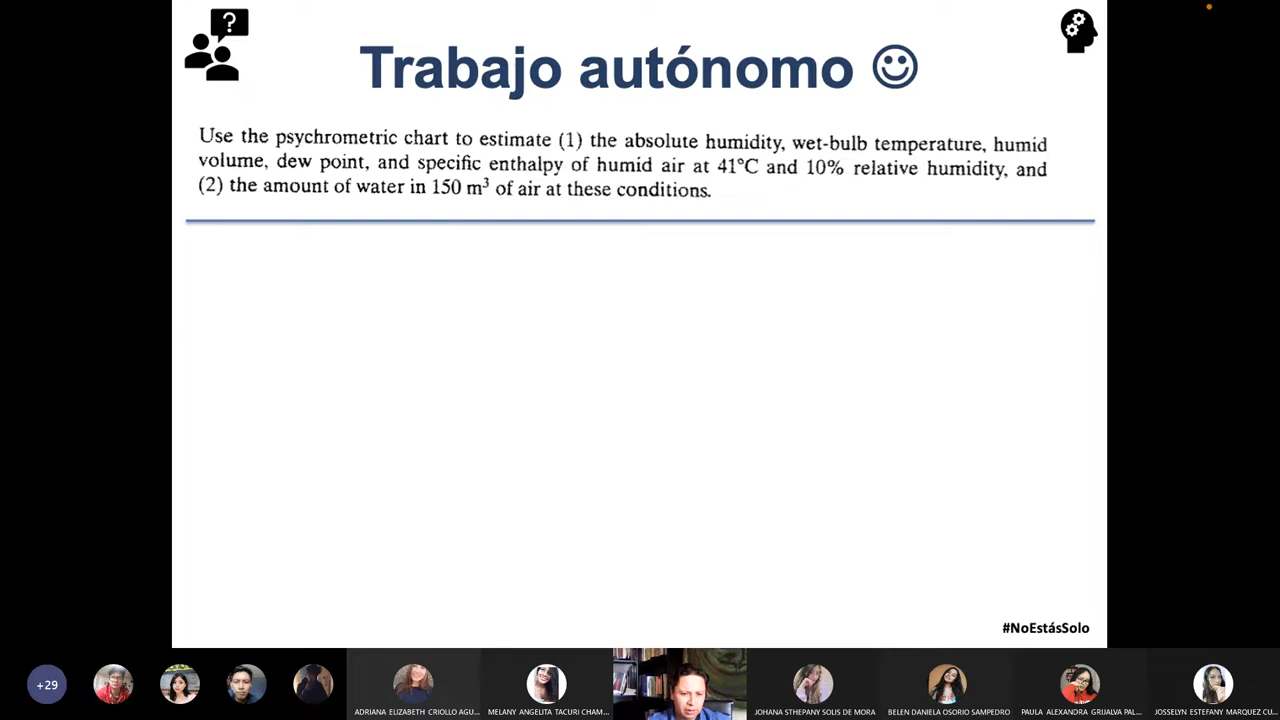 ?
Trabajo autónomo ☺
Use the psychrometric chart to estimate (1) the absolute humidity, wet-bulb temperature, humid
volume, dew point, and specific enthalpy of humid air at 41°C and 10% relative humidity, and
(2) the amount of water in 150 m³ of air at these conditions.
#NoEstásSolo
+29
ADRIANA ELIZABETH CRIOLLO AGU...
MELANY ANGELITA TACURI CHAM...
JOHANA STHEPANY SOLIS DE MORA
BELEN DANIELA OSORIO SAMPEDRO
PAULA ALEXANDRA GRIJALVA PAL...
JOSSELYN ESTEFANY MARQUEZ CU...